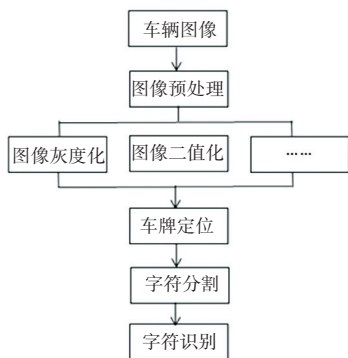 车辆图像
图像预处理
图像灰度化
图像二值化
……
车牌定位
字符分割
字符识别